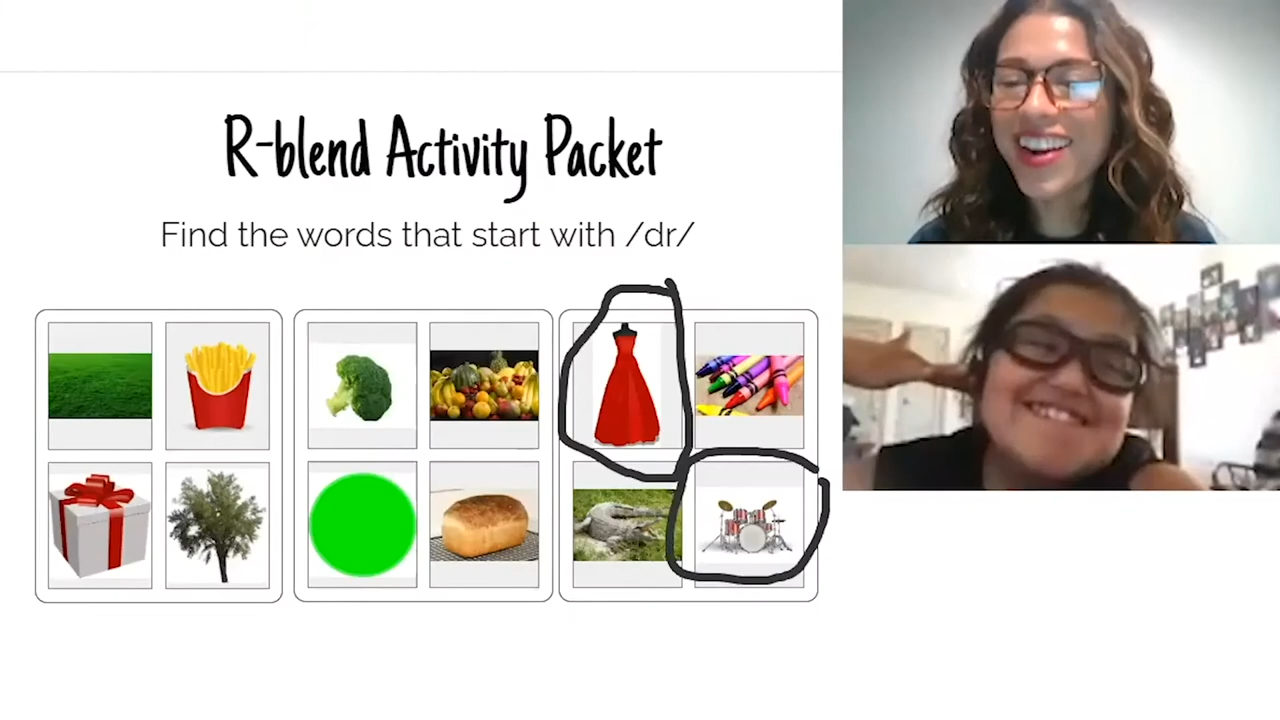 R-blend Activity Packet
Find the words that start with /dr/